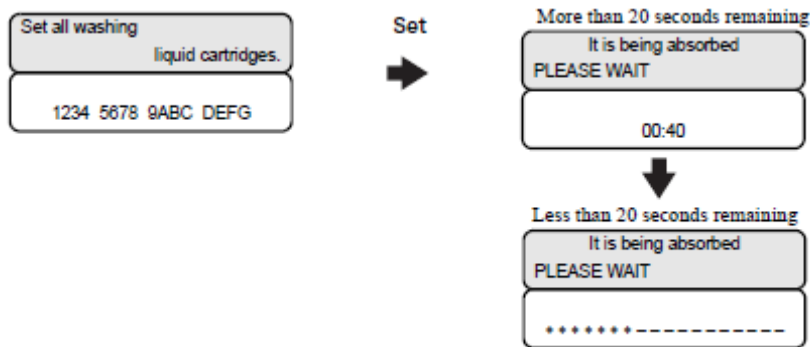 Set all washing
liquid cartridges.
1234 5678 9ABC DEFG
Set
More than 20 seconds remaining
It is being absorbed
PLEASE WAIT
00:40
Less than 20 seconds remaining
It is being absorbed
PLEASE WAIT
*******-----------